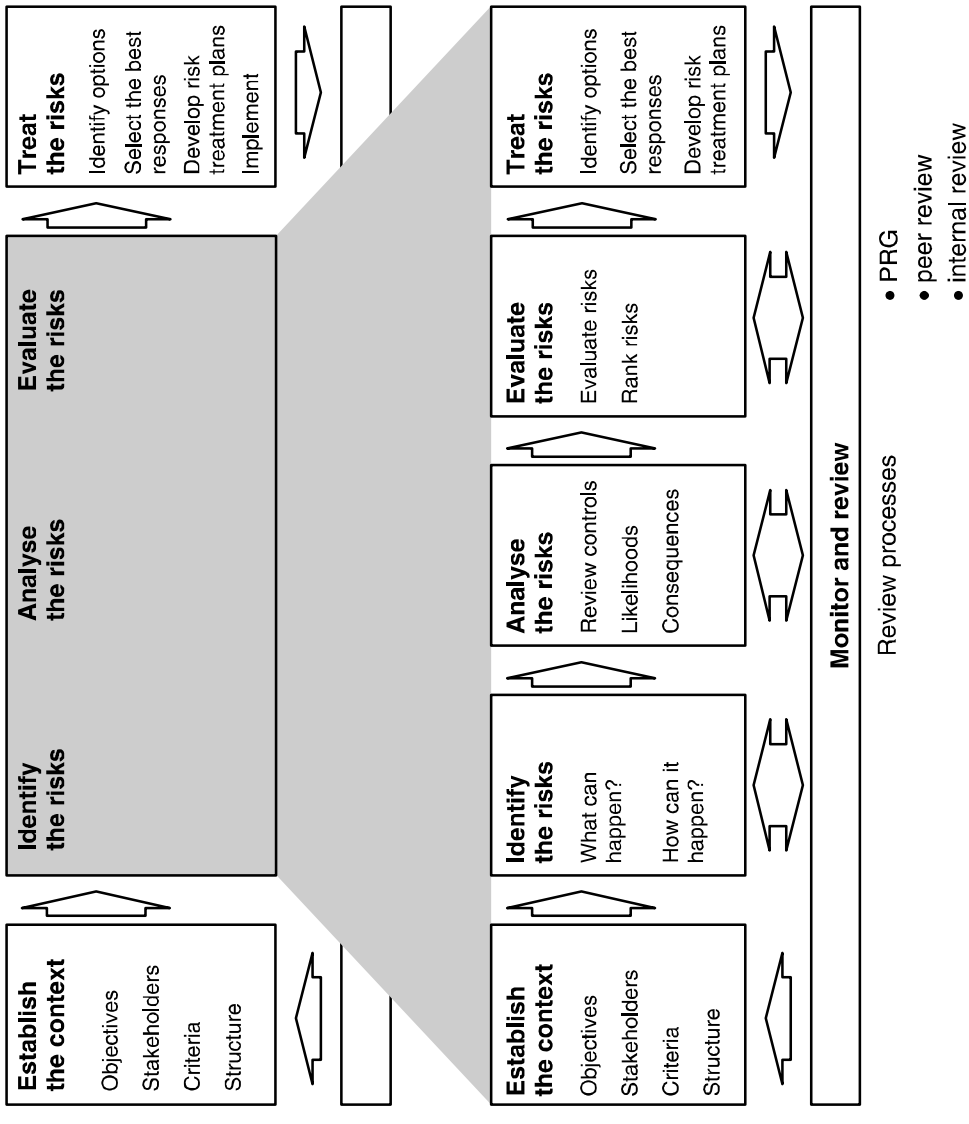 Establish
the context
Objectives
Stakeholders
Criteria
Structure
Identify
the risks
Analyse
the risks
Evaluate
the risks
Treat
the risks
Identify options
Select the best
responses
Develop risk
treatment plans
Implement
Establish
the context
Objectives
Stakeholders
Criteria
Structure
Identify
the risks
What can
happen?
How can it
happen?
Analyse
the risks
Review controls
Likelihoods
Consequences
Evaluate
the risks
Evaluate risks
Rank risks
Treat
the risks
Identify options
Select the best
responses
Develop risk
treatment plans
Monitor and review
Review processes
• PRG
• peer review
• internal review